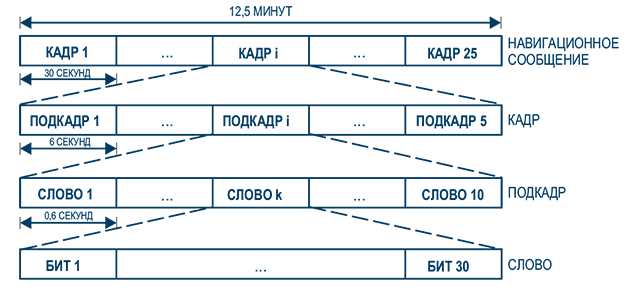 12,5 МИНУТ
КАДР 1 ... КАДР i ... КАДР 25 НАВИГАЦИОННОЕ
СООБЩЕНИЕ
30 СЕКУНД
ПОДКАДР 1 ... ПОДКАДР i ... ПОДКАДР 5 КАДР
6 СЕКУНД
СЛОВО 1 ... СЛОВО k ... СЛОВО 10 ПОДКАДР
0,6 СЕКУНД
БИТ 1 ... БИТ 30 СЛОВО